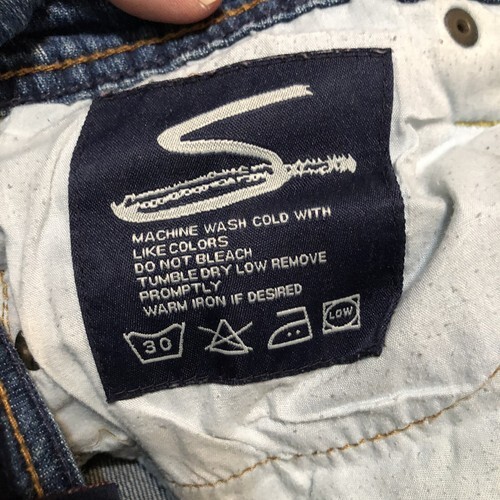 S
MACHINE WASH COLD WITH
LIKE COLORS
DO NOT BLEACH
TUMBLE DRY LOW REMOVE
PROMPTLY
WARM IRON IF DESIRED
30
LOW